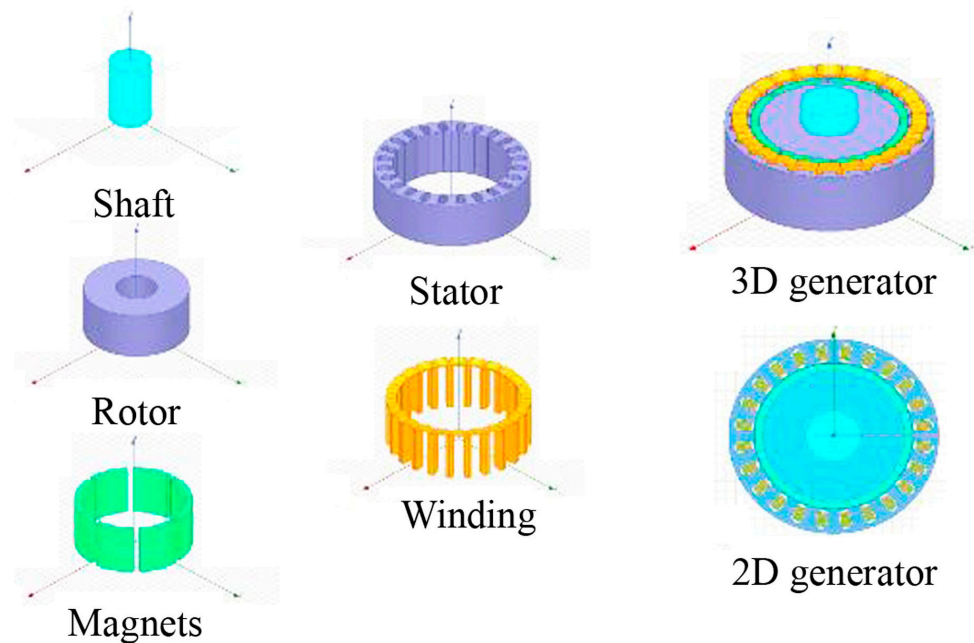 Shaft
Rotor
Magnets
Stator
Winding
3D generator
2D generator